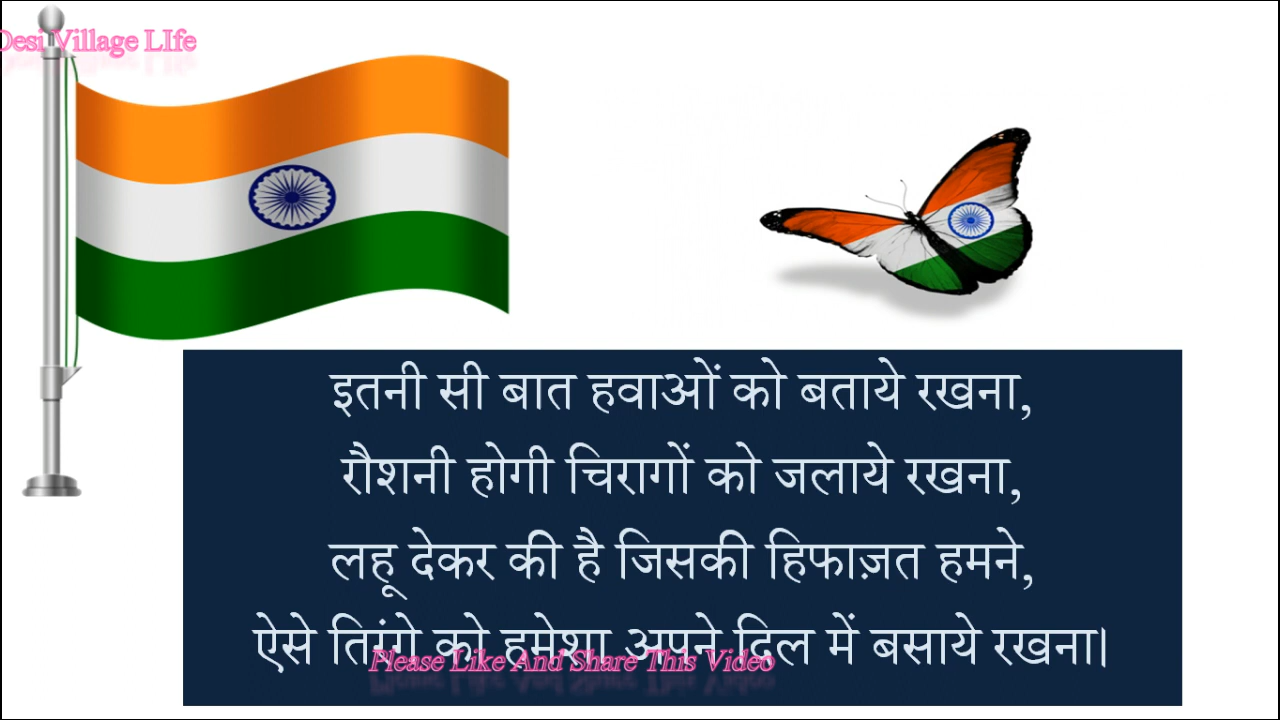 Desi Village LIfe
इतनी सी बात हवाओं को बताये रखना,
रौशनी होगी चिरागों को जलाये रखना,
लहू देकर की है जिसकी हिफाज़त हमने,
ऐसे तिरंगे को हमेशा अपने दिल में बसाये रखना।
Please Like And Share This Video